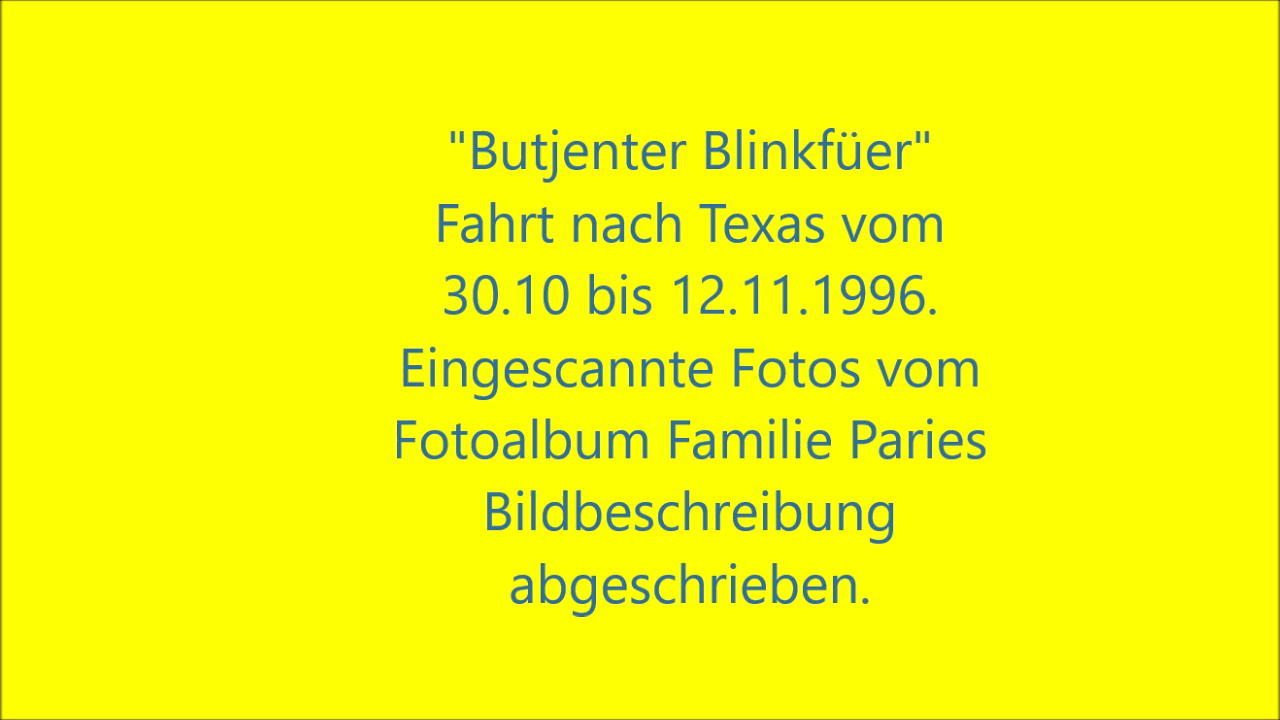 "Butjenter Blinkfüer"
Fahrt nach Texas vom
30.10 bis 12.11.1996.
Eingescannte Fotos vom
Fotoalbum Familie Paries
Bildbeschreibung
abgeschrieben.